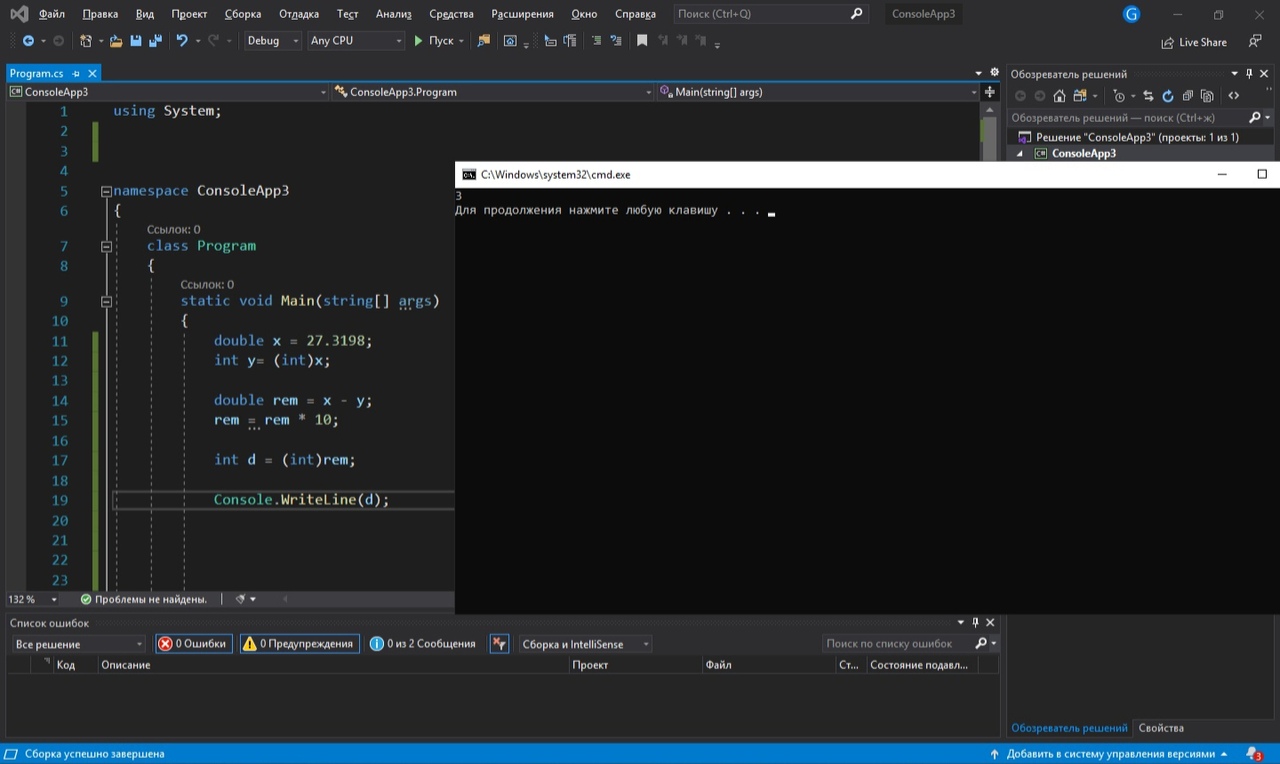 Файл Правка Вид Проект Сборка Отладка Тест Анализ Средства Расширения Окно Справка Поиск (Ctrl+Q) ConsoleApp3 G
Debug Any CPU Пуск Live Share
Program.cs
ConsoleApp3 ConsoleApp3.Program Main(string[] args)
1 using System;
2
3
4
5 namespace ConsoleApp3
6 {
Ссылок: 0
7 class Program
8 {
Ссылок: 0
9 static void Main(string[] args)
10 {
11 double x = 27.3198;
12 int y= (int)x;
13
14 double rem = x - y;
15 rem = rem * 10;
16
17 int d = (int)rem;
18
19 Console.WriteLine(d);
20
21
22
23
132 % Проблемы не найдены.
C:\Windows\system32\cmd.exe
3
Для продолжения нажмите любую клавишу . . .
Обозреватель решений
Обозреватель решений — поиск (Ctrl+ж)
Решение "ConsoleApp3" (проекты: 1 из 1)
ConsoleApp3
Список ошибок
Все решение 0 Ошибки 0 Предупреждения 0 из 2 Сообщения Сборка и IntelliSense Поиск по списку ошибок
Код Описание Проект Файл Ст... Состояние подавл...
Обозреватель решений Свойства
Сборка успешно завершена Добавить в систему управления версиями 3